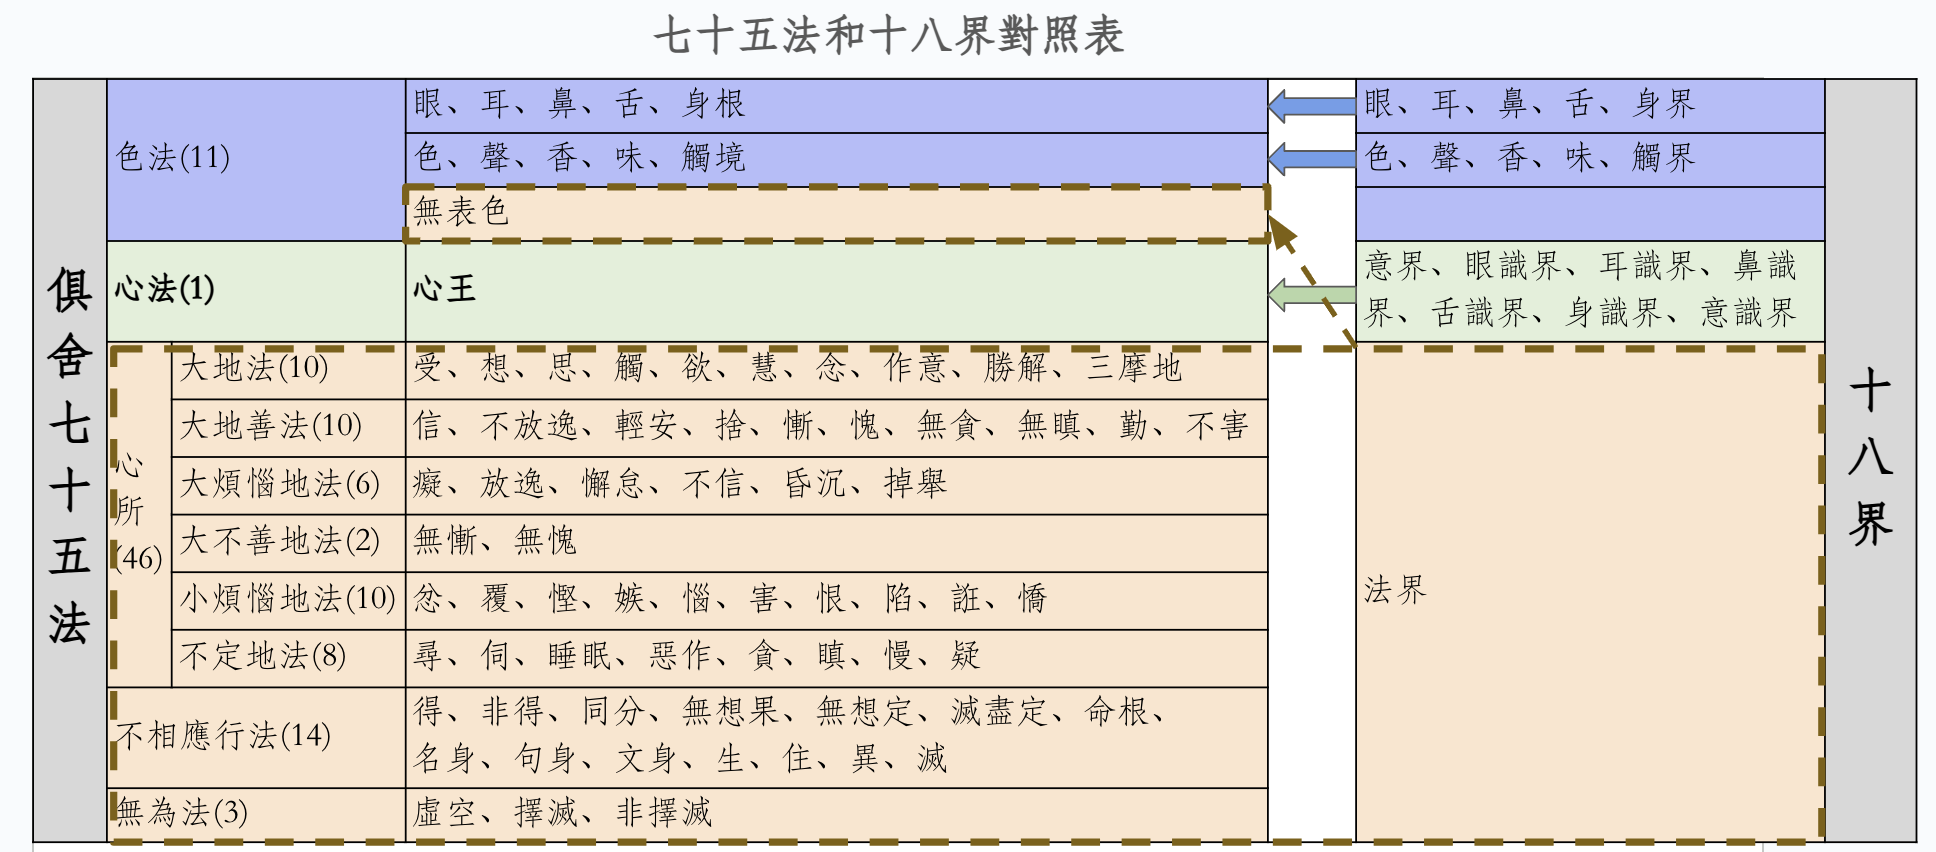 七十五法和十八界對照表
俱舍七十五法
色法(11)
眼、耳、鼻、舌、身根
眼、耳、鼻、舌、身界
色、聲、香、味、觸境
色、聲、香、味、觸界
無表色
心法(1)
心王
意界、眼識界、耳識界、鼻識
界、舌識界、身識界、意識界
心
所
(46)
大地法(10)
受、想、思、觸、欲、慧、念、作意、勝解、三摩地
大地善法(10)
信、不放逸、輕安、捨、慚、愧、無貪、無瞋、勤、不害
大煩惱地法(6)
癡、放逸、懈怠、不信、昏沉、掉舉
大不善地法(2)
無慚、無愧
小煩惱地法(10)
忿、覆、慳、嫉、惱、害、恨、陷、誑、憍
不定地法(8)
尋、伺、睡眠、惡作、貪、瞋、慢、疑
不相應行法(14)
得、非得、同分、無想果、無想定、滅盡定、命根、
名身、句身、文身、生、住、異、滅
無為法(3)
虛空、擇滅、非擇滅
法界
十八界